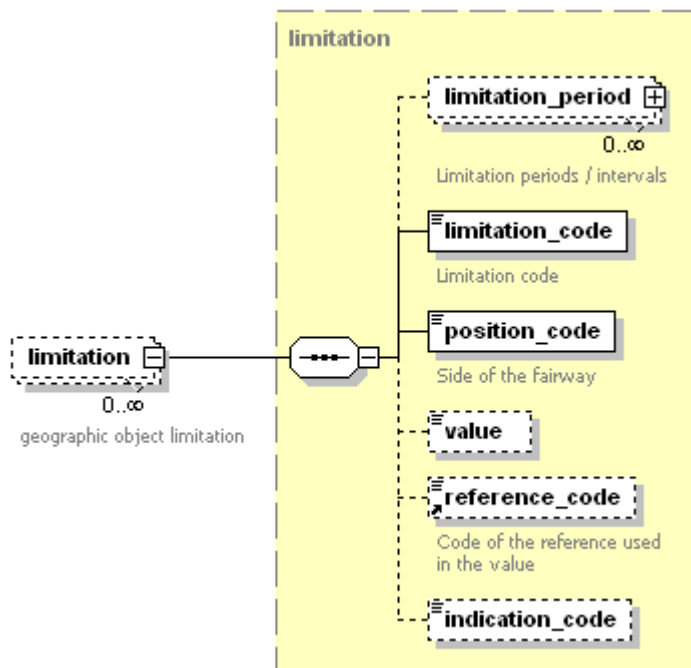 limitation
limitation_period
0..∞
Limitation periods / intervals
limitation_code
Limitation code
position_code
Side of the fairway
limitation
0..∞
geographic object limitation
value
reference_code
Code of the reference used
in the value
indication_code